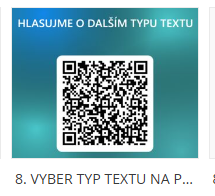 HLASUJME O DALŠÍM TYPU TEXTU
8. VYBER TYP TEXTU NA P...